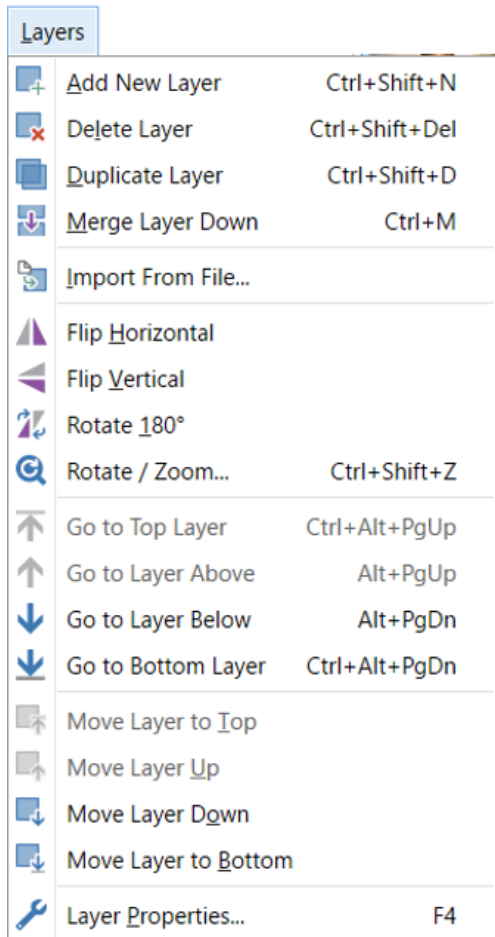 Layers
Add New Layer Ctrl+Shift+N
Delete Layer Ctrl+Shift+Del
Duplicate Layer Ctrl+Shift+D
Merge Layer Down Ctrl+M
Import From File...
Flip Horizontal
Flip Vertical
Rotate 180°
Rotate / Zoom... Ctrl+Shift+Z
Go to Top Layer Ctrl+Alt+PgUp
Go to Layer Above Alt+PgUp
Go to Layer Below Alt+PgDn
Go to Bottom Layer Ctrl+Alt+PgDn
Move Layer to Top
Move Layer Up
Move Layer Down
Move Layer to Bottom
Layer Properties... F4